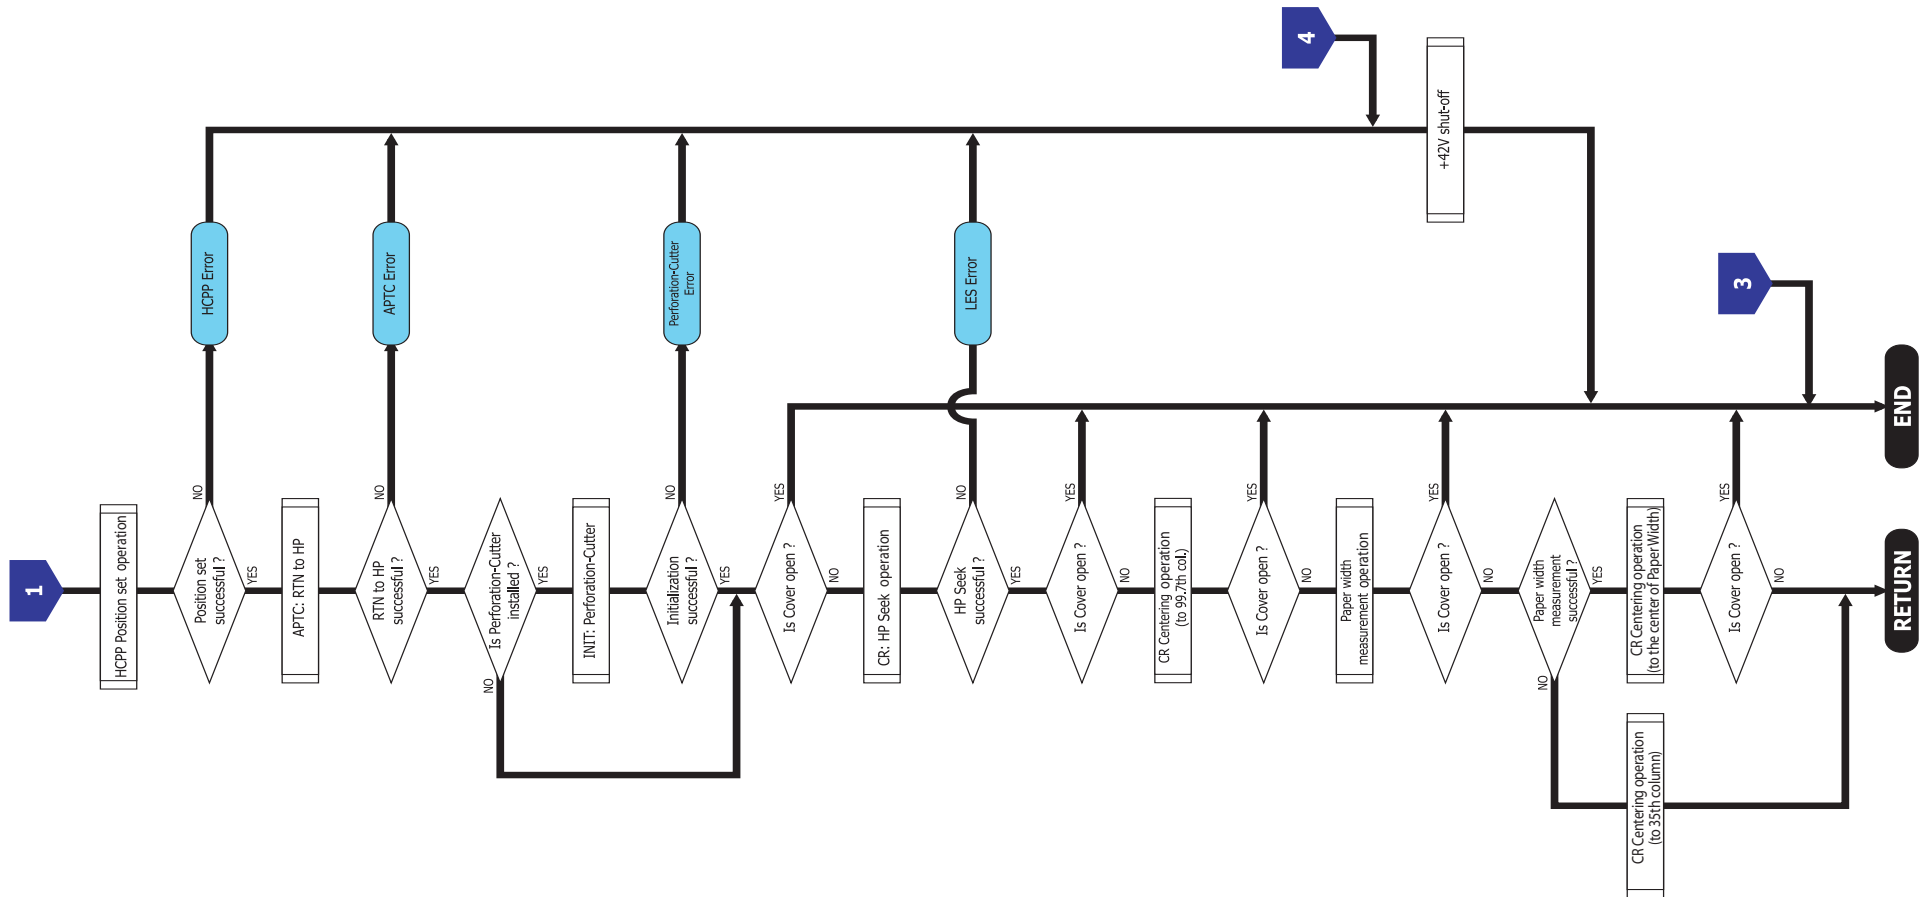 1
HCPP Position set operation
Position set
successful ?
NO
YES
HCPP Error
APTC: RTN to HP
RTN to HP
successful ?
NO
YES
APTC Error
Is Perforation-Cutter
installed ?
NO
YES
INIT: Perforation-Cutter
Initialization
successful ?
NO
YES
Perforation-Cutter
Error
Is Cover open ?
YES
NO
CR: HP Seek operation
HP Seek
successful ?
NO
YES
LES Error
Is Cover open ?
YES
NO
CR Centering operation
(to 99.7th col.)
Is Cover open ?
YES
NO
Paper width
measurement operation
Is Cover open ?
YES
NO
Paper width
measurement
successful ?
NO
YES
CR Centering operation
(to the center of PaperWidth)
CR Centering operation
(to 35th column)
Is Cover open ?
YES
NO
4
+42V shut-off
3
RETURN
END